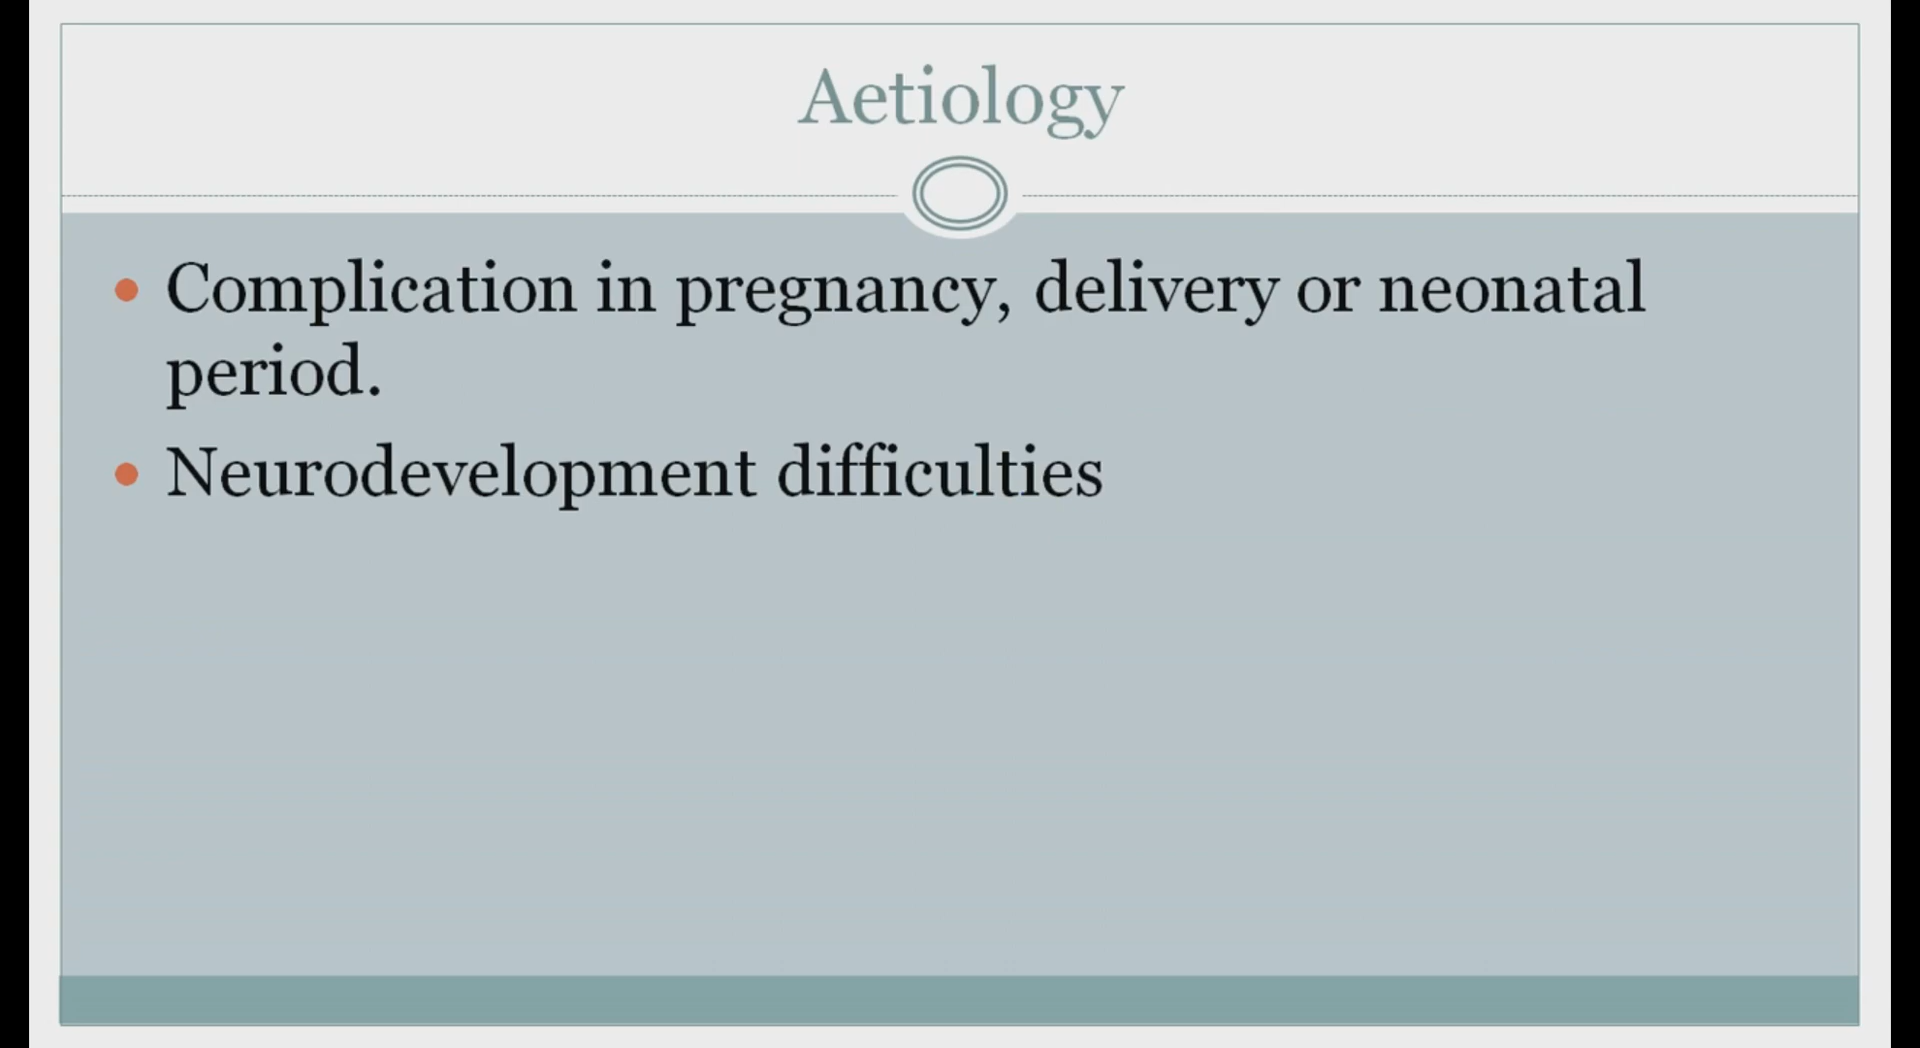 Aetiology
Complication in pregnancy, delivery or neonatal
period.
Neurodevelopment difficulties